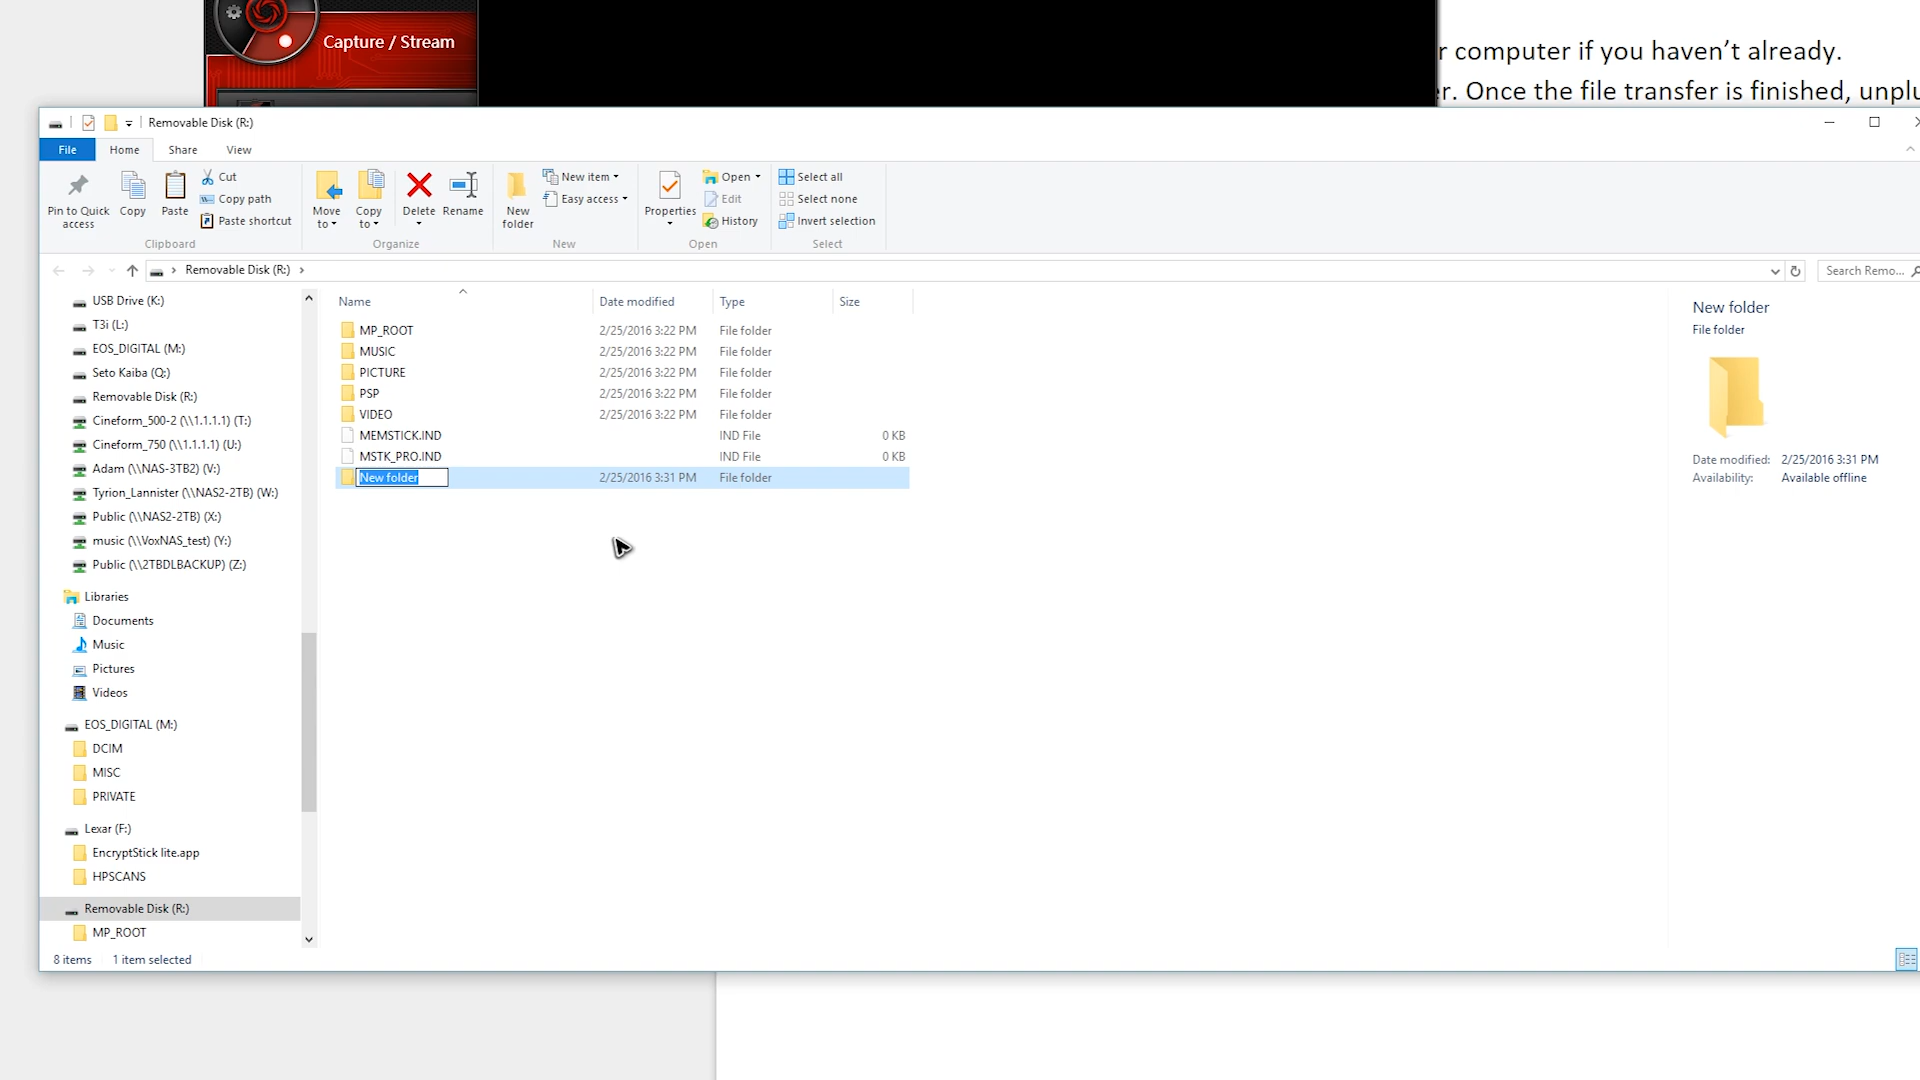 Capture / Stream
r computer if you haven't already.
er. Once the file transfer is finished, unplu
Removable Disk (R:)
File Home Share View
Pin to Quick access
Copy
Paste
Cut
Copy path
Paste shortcut
Clipboard
Move to
Copy to
Delete
Rename
Organize
New folder
New item
Easy access
New
Properties
Open
Edit
History
Open
Select all
Select none
Invert selection
Select
Removable Disk (R:)
Search Remo...
USB Drive (K:)
T3i (L:)
EOS_DIGITAL (M:)
Seto Kaiba (Q:)
Removable Disk (R:)
Cineform_500-2 (\\1.1.1.1) (T:)
Cineform_750 (\\1.1.1.1) (U:)
Adam (\\NAS-3TB2) (V:)
Tyrion_Lannister (\\NAS2-2TB) (W:)
Public (\\NAS2-2TB) (X:)
music (\\VoxNAS_test) (Y:)
Public (\\2TBDLBACKUP) (Z:)
Libraries
Documents
Music
Pictures
Videos
EOS_DIGITAL (M:)
DCIM
MISC
PRIVATE
Lexar (F:)
EncryptStick lite.app
HPSCANS
Removable Disk (R:)
MP_ROOT
Name Date modified Type Size
MP_ROOT 2/25/2016 3:22 PM File folder
MUSIC 2/25/2016 3:22 PM File folder
PICTURE 2/25/2016 3:22 PM File folder
PSP 2/25/2016 3:22 PM File folder
VIDEO 2/25/2016 3:22 PM File folder
MEMSTICK.IND IND File 0 KB
MSTK_PRO.IND IND File 0 KB
New folder 2/25/2016 3:31 PM File folder
New folder
File folder
Date modified: 2/25/2016 3:31 PM
Availability: Available offline
8 items 1 item selected